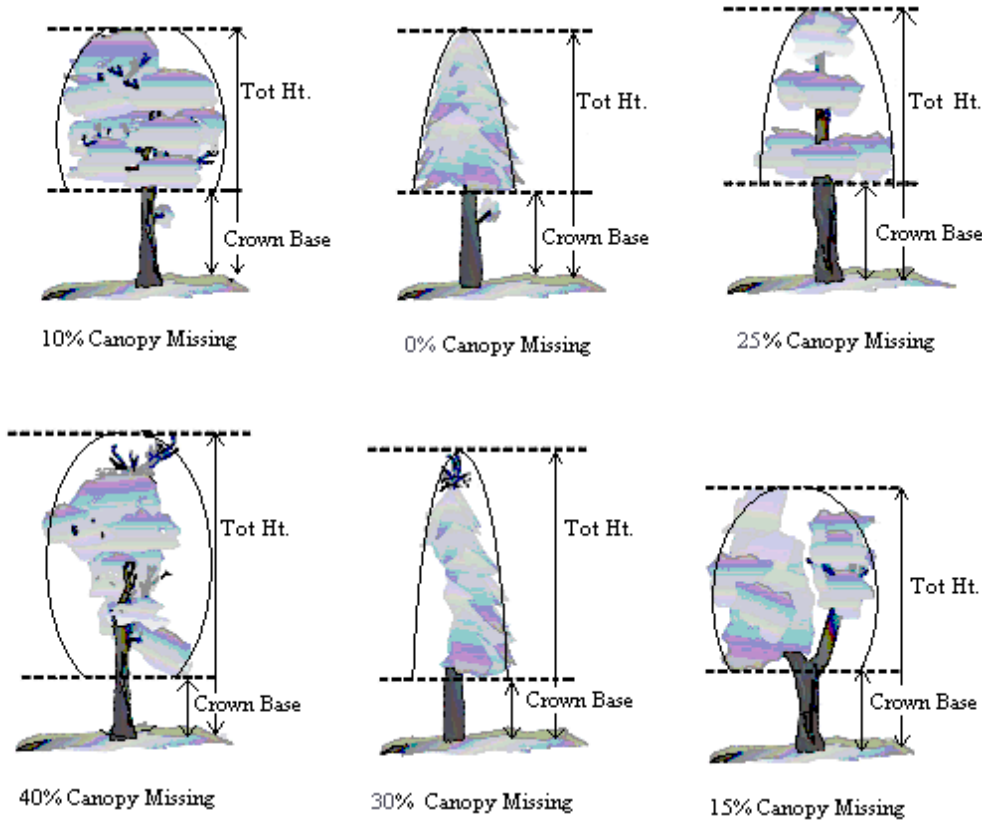 Tot Ht.
Crown Base
10% Canopy Missing
Tot Ht.
Crown Base
0% Canopy Missing
Tot Ht.
Crown Base
25% Canopy Missing
Tot Ht.
Crown Base
40% Canopy Missing
Tot Ht.
Crown Base
30% Canopy Missing
Tot Ht.
Crown Base
15% Canopy Missing